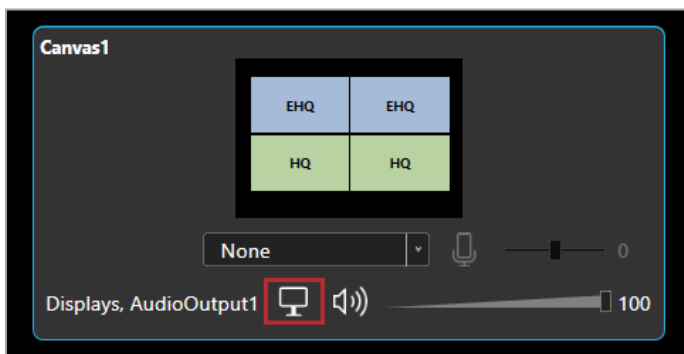 Canvas1
EHQ EHQ
HQ HQ
None
0
Displays, AudioOutput1 100